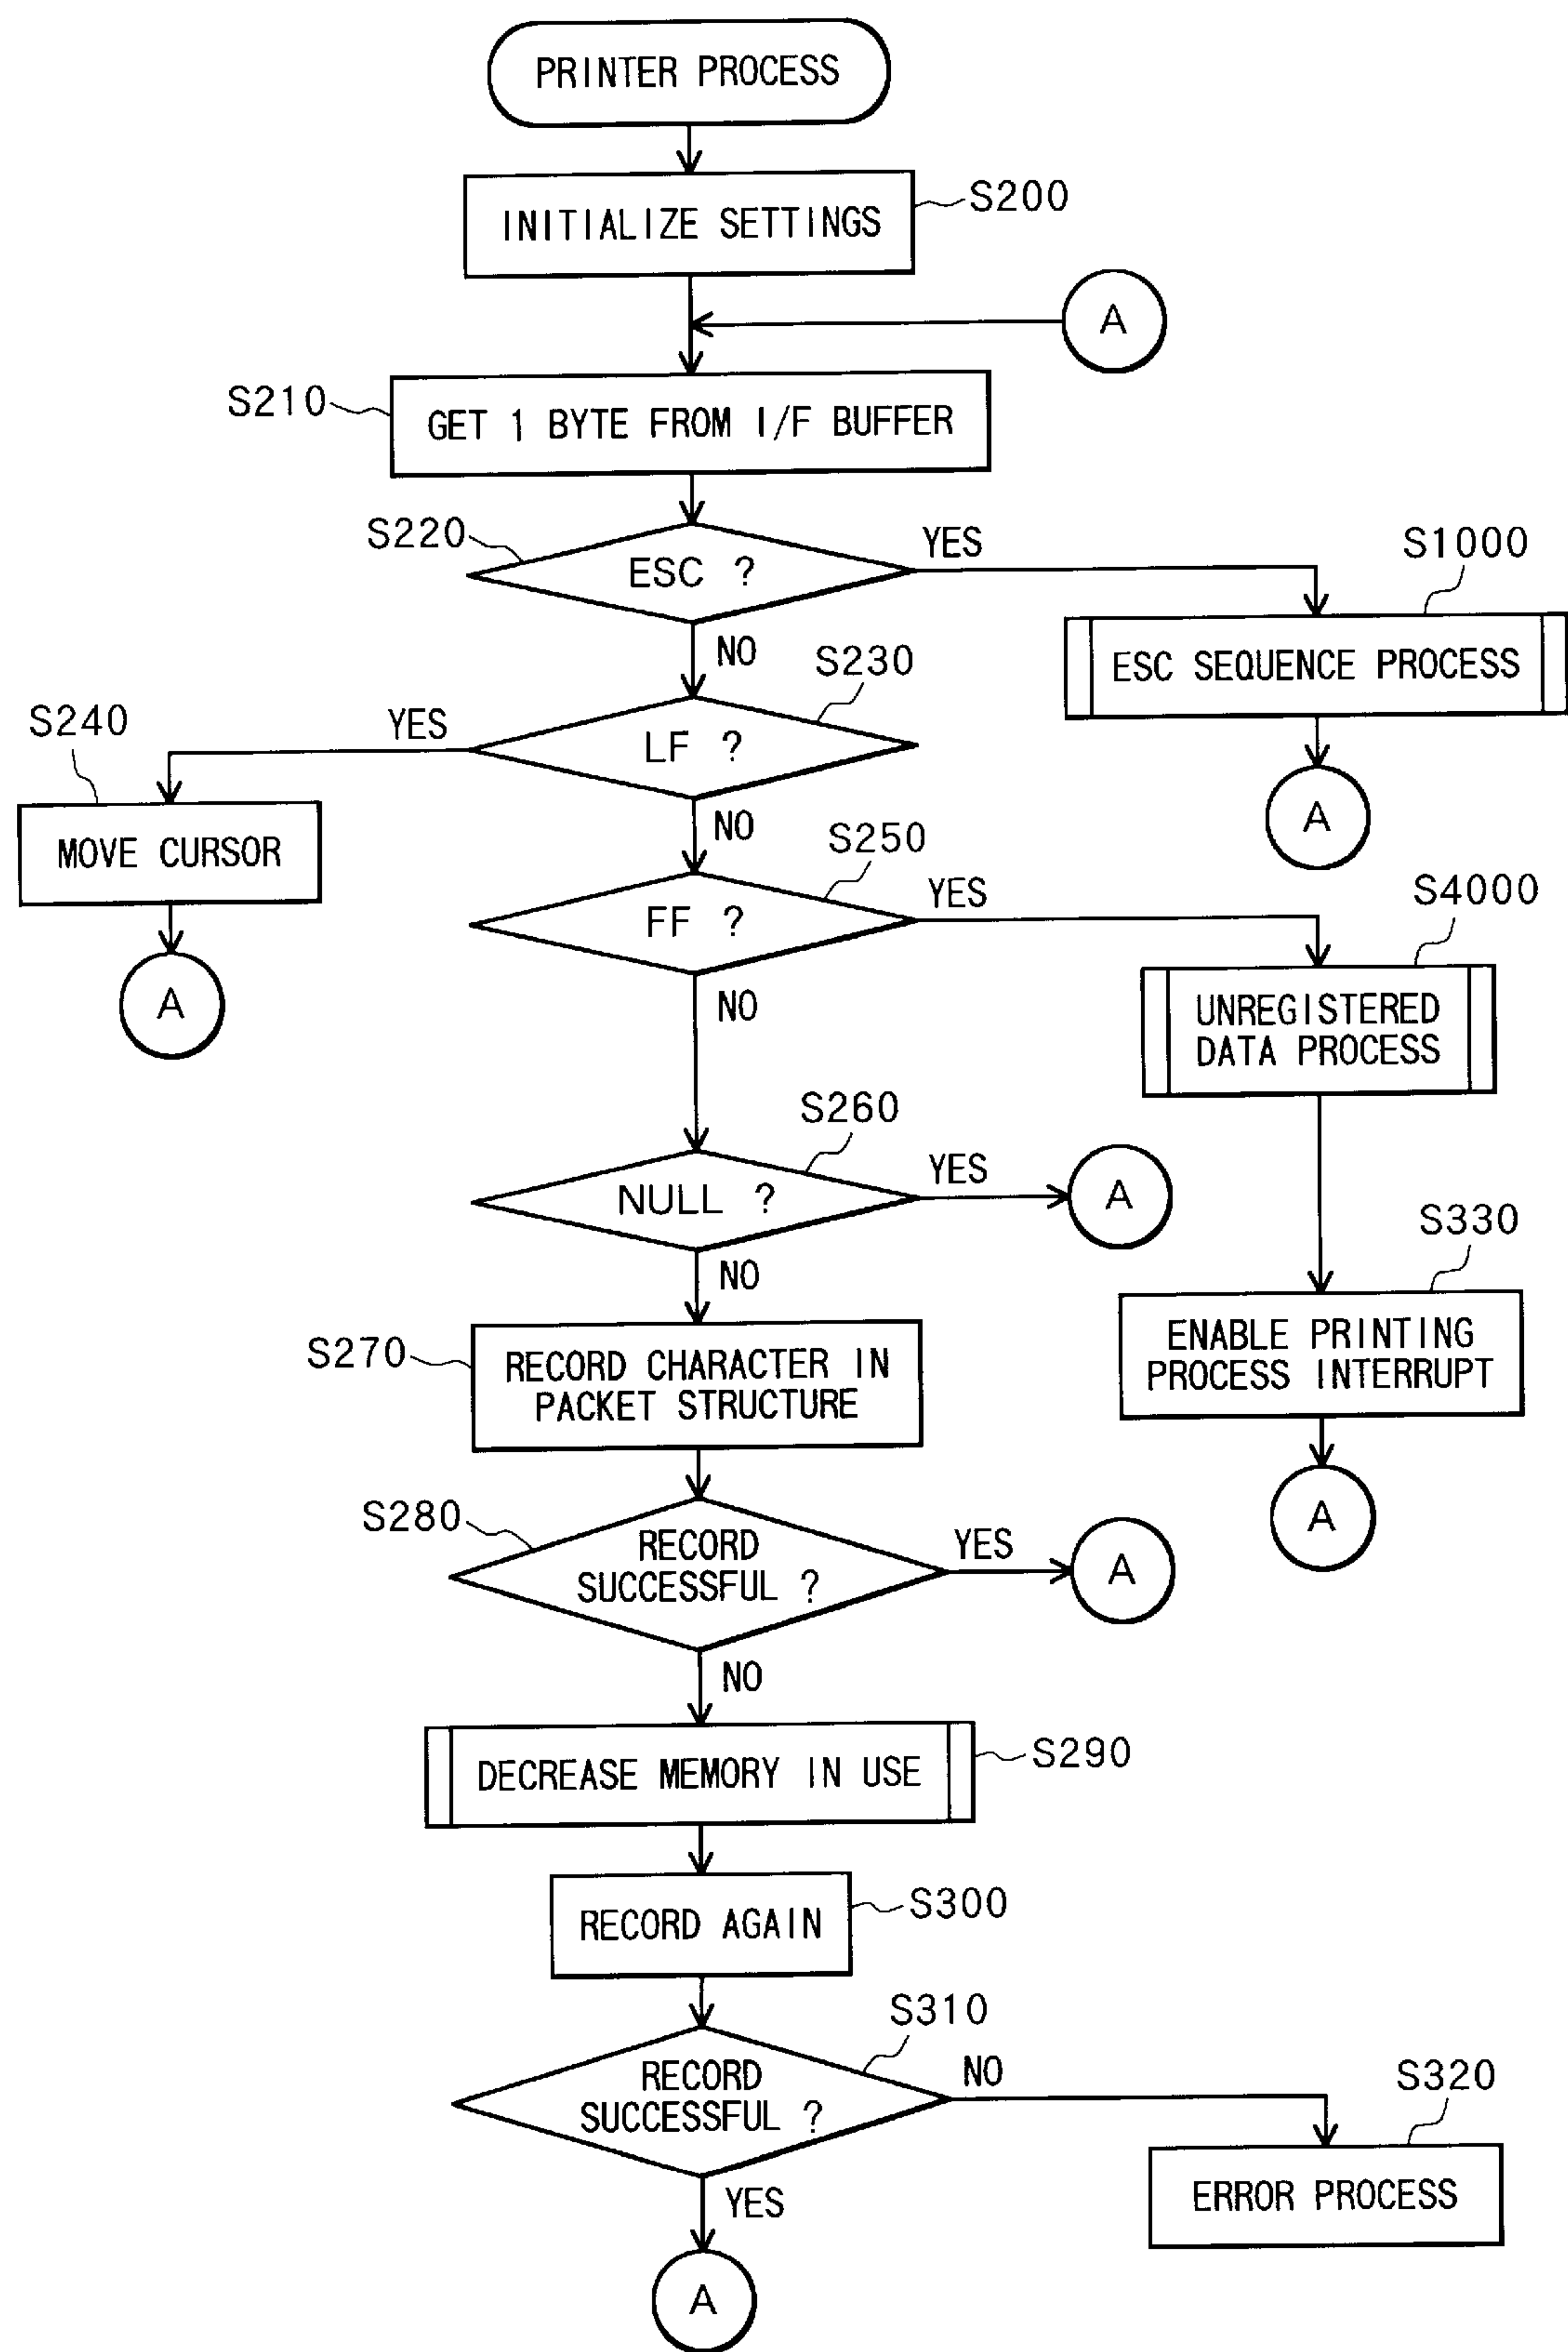 PRINTER PROCESS
S200
INITIALIZE SETTINGS
A
S210
GET 1 BYTE FROM I/F BUFFER
S220
ESC ?
YES
S1000
NO
ESC SEQUENCE PROCESS
S230
S240
YES
LF ?
A
MOVE CURSOR
NO
S250
FF ?
YES
S4000
A
NO
UNREGISTERED
DATA PROCESS
S260
NULL ?
YES
A
S330
NO
S270
RECORD CHARACTER IN
PACKET STRUCTURE
ENABLE PRINTING
PROCESS INTERRUPT
S280
RECORD
SUCCESSFUL ?
YES
A
A
NO
DECREASE MEMORY IN USE
S290
RECORD AGAIN
S300
S310
RECORD
SUCCESSFUL ?
NO
S320
ERROR PROCESS
YES
A